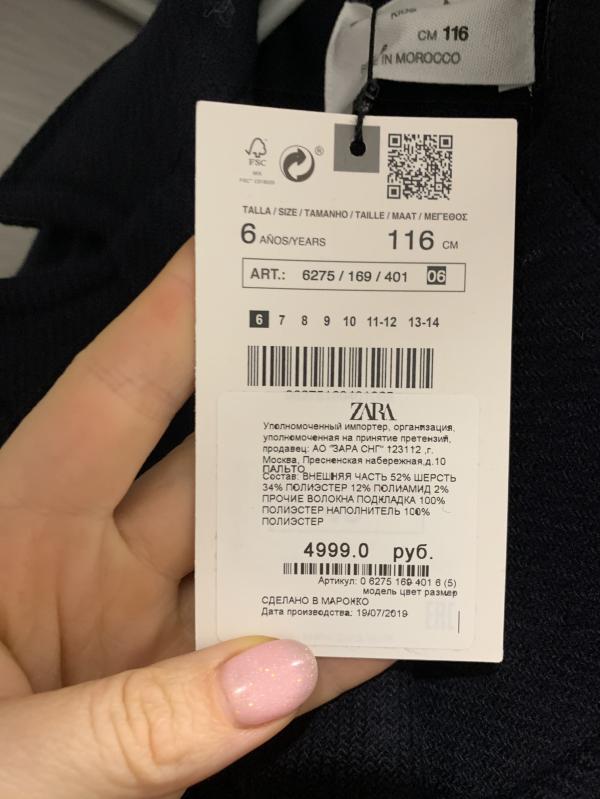 СМ 116
IN MOROCCO
FSC
MIX
®
TALLA / SIZE / TAMANHO / TAILLE / MAAT / ΜΕΓΕΘΟΣ
6 AÑOS/YEARS 116 CM
ART.: 6275 / 169 / 401 06
6 7 8 9 10 11-12 13-14
ZARA
Уполномоченный импортер, организация,
уполномоченная на принятие претензий,
продавец: АО "ЗАРА СНГ" 123112 ,г.
Москва, Пресненская набережная,д.10
ПАЛЬТО
Состав: ВНЕШНЯЯ ЧАСТЬ 52% ШЕРСТЬ
34% ПОЛИЭСТЕР 12% ПОЛИАМИД 2%
ПРОЧИЕ ВОЛОКНА ПОДКЛАДКА 100%
ПОЛИЭСТЕР НАПОЛНИТЕЛЬ 100%
ПОЛИЭСТЕР
4999.0 руб.
Артикул: 0 6275 169 401 6 (5)
модель цвет размер
СДЕЛАНО В МАРОККО
Дата производства: 19/07/2019
EAC